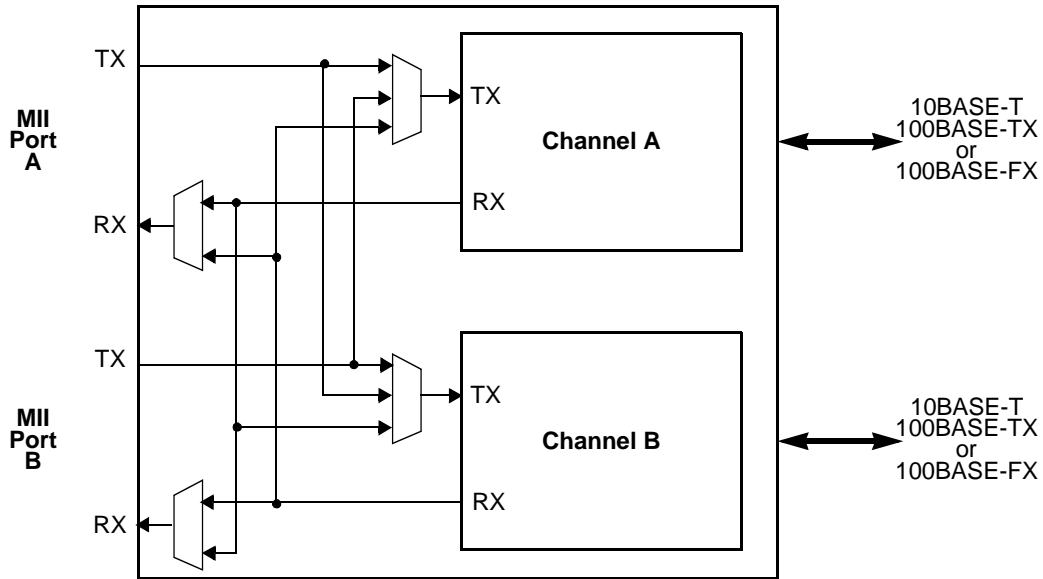 TX
MII
Port
A
RX
TX
Channel A
RX
10BASE-T
100BASE-TX
or
100BASE-FX
TX
MII
Port
B
RX
TX
Channel B
RX
10BASE-T
100BASE-TX
or
100BASE-FX